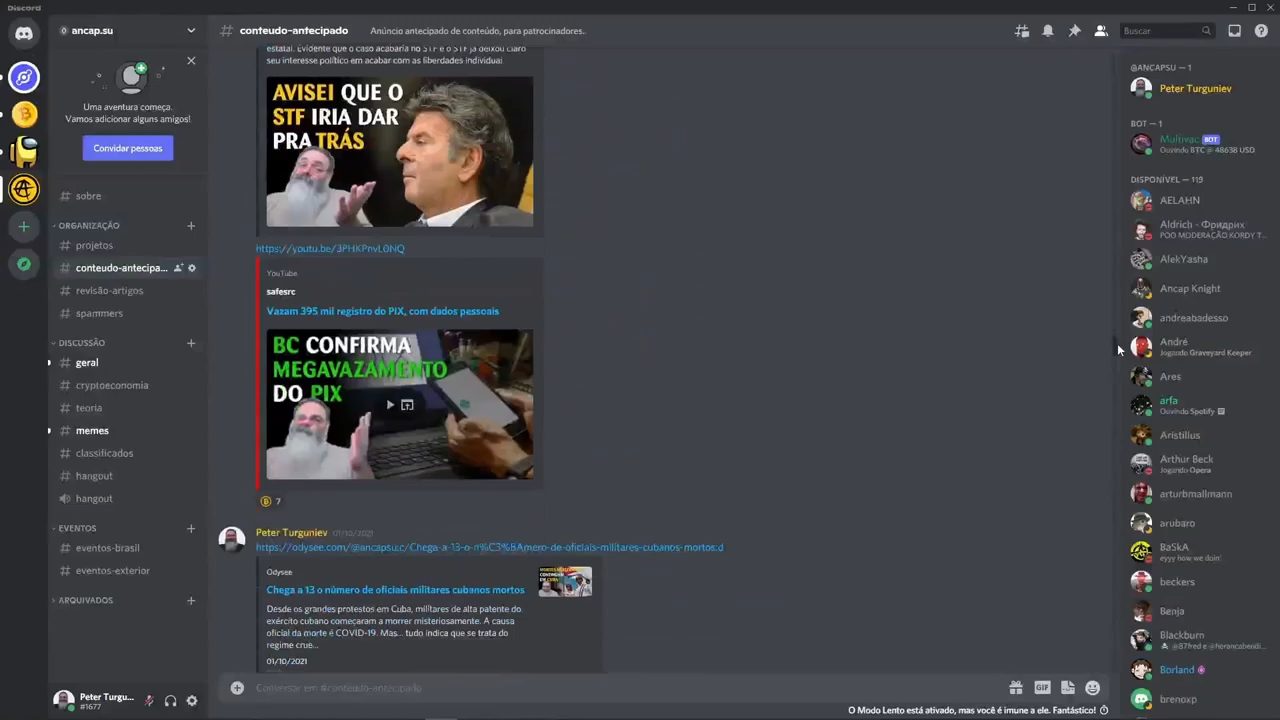 Discord
ancap.su
conteudo-antecipado
Anúncio antecipado de conteúdo, para patrocinadores.
Buscar
Uma aventura começa.
Vamos adicionar alguns amigos!
Convidar pessoas
# sobre
ORGANIZAÇÃO
# projetos
# conteudo-antecipa...
# revisão-artigos
# spammers
DISCUSSÃO
# geral
# cryptoeconomia
# teoria
# memes
# classificados
# hangout
hangout
EVENTOS
# eventos-brasil
# eventos-exterior
ARQUIVADOS
Peter Turgu...
#1677
estatal. Evidente que o caso acabaria no STF e o STF já deixou claro
seu interesse político em acabar com as liberdades individuai
AVISEI QUE O
STF IRIA DAR
PRA TRÁS
https://youtu.be/3PHKPnvL0NQ
YouTube
safesrc
Vazam 395 mil registro do PIX, com dados pessoais
BC CONFIRMA
MEGAVAZAMENTO
DO PIX
7
Peter Turguniev 01/10/2021
https://odysee.com/@ancapsu:c/Chega-a-13-o-n%C3%BAmero-de-oficiais-militares-cubanos-mortos:d
Odysee
Chega a 13 o número de oficiais militares cubanos mortos
Desde os grandes protestos em Cuba, militares de alta patente do
exército cubano começaram a morrer misteriosamente. A causa
oficial da morte é COVID-19. Mas... tudo indica que se trata do
regime crue...
01/10/2021
Conversar em #conteudo-antecipado
GIF
O Modo Lento está ativado, mas você é imune a ele. Fantástico!
@ANCAPSU — 1
Peter Turguniev
BOT — 1
Multivac BOT
Ouvindo BTC @ 48638 USD
DISPONÍVEL — 119
AELAHN
Aldrich - Фридрих
POO MODERAÇÃO KORDY T...
AlekYasha
Ancap Knight
andreabadesso
André
Jogando Graveyard Keeper
Ares
arfa
Ouvindo Spotify
Aristillus
Arthur Beck
Jogando Opera
arturbmallmann
arubaro
BaSkA
eyyy how we doin'
beckers
Benja
Blackburn
Borland
brenoxp